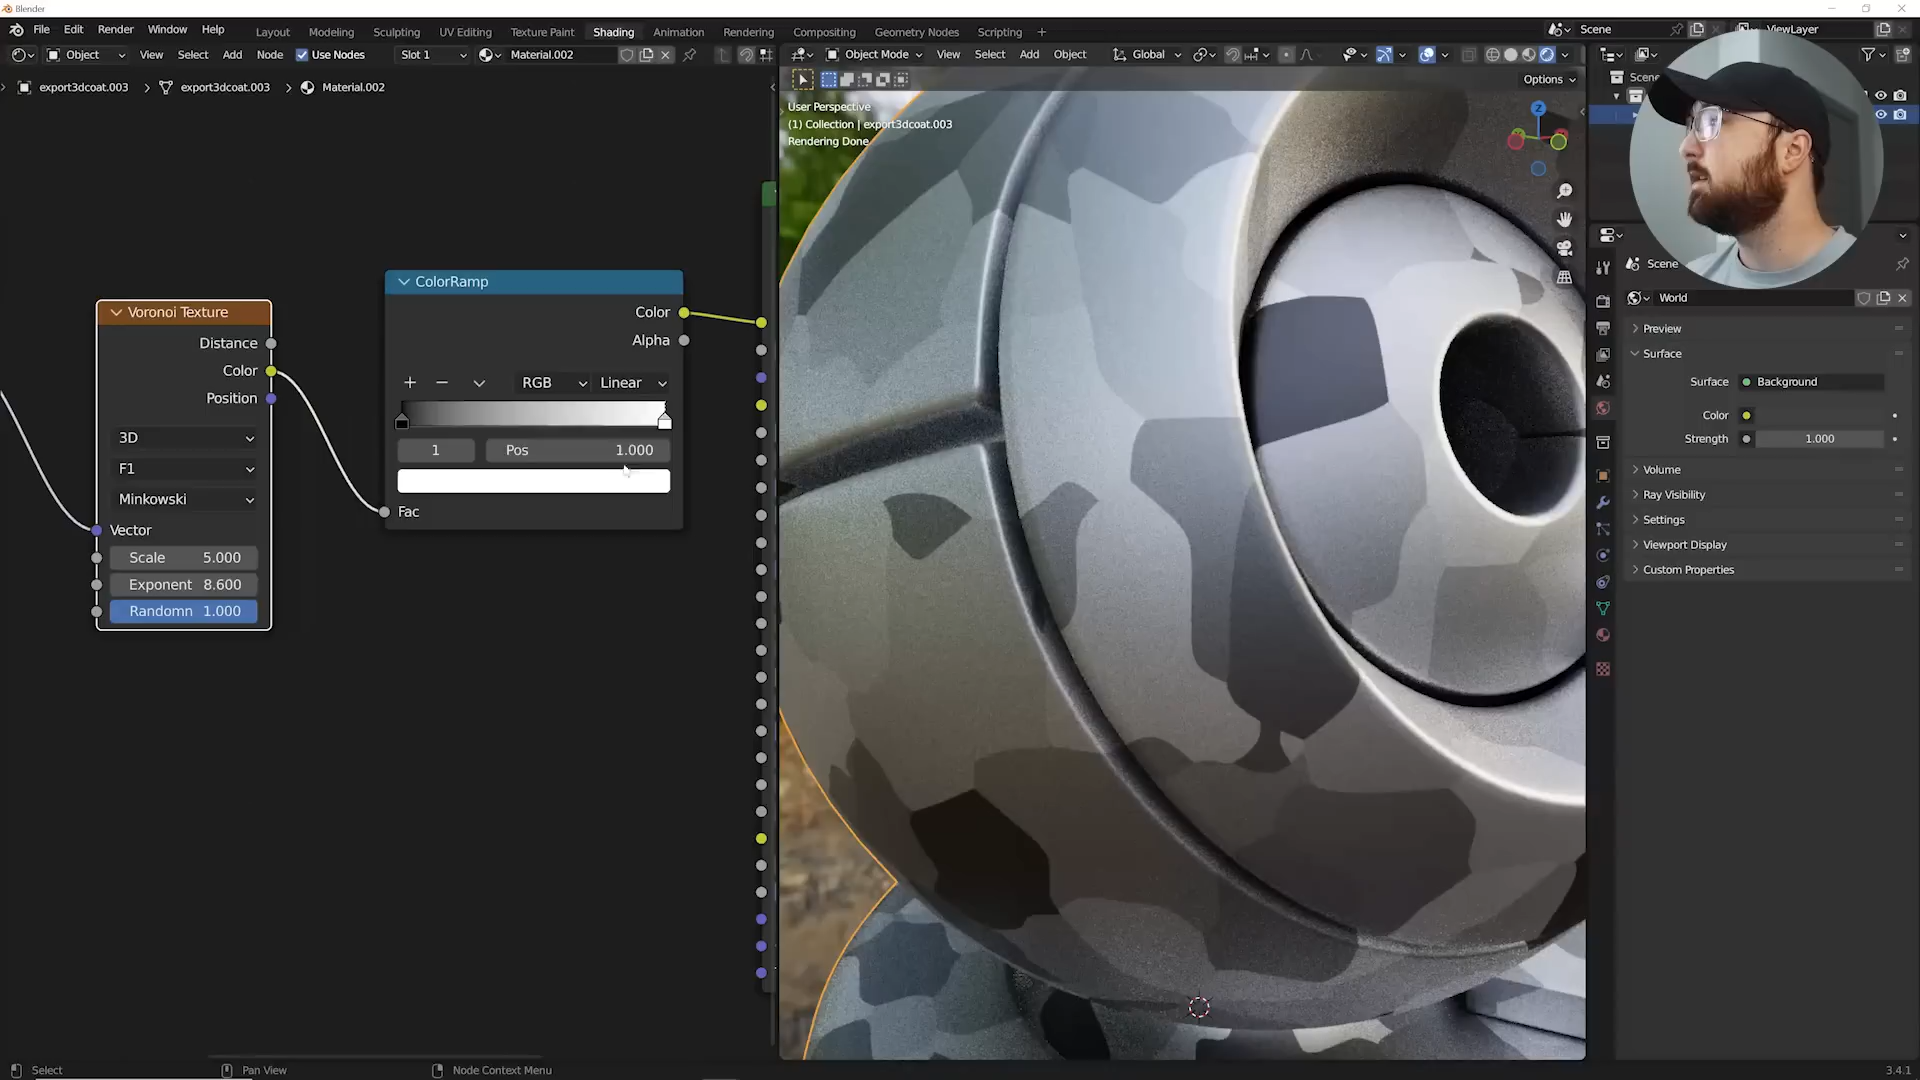 Blender
File Edit Render Window Help
Layout Modeling Sculpting UV Editing Texture Paint Shading Animation Rendering Compositing Geometry Nodes Scripting +
Scene
ViewLayer
Object View Select Add Node Use Nodes Slot 1 Material.002
Object Mode View Select Add Object Global
export3dcoat.003 export3dcoat.003 Material.002
Options
User Perspective
(1) Collection | export3dcoat.003
Rendering Done
Z
Voronoi Texture
Distance
Color
Position
3D
F1
Minkowski
Vector
Scale 5.000
Exponent 8.600
Randomn 1.000
ColorRamp
Color
Alpha
RGB Linear
1 Pos 1.000
Fac
Scene
World
Preview
Surface
Surface Background
Color
Strength 1.000
Volume
Ray Visibility
Settings
Viewport Display
Custom Properties
Select Pan View Node Context Menu
3.4.1